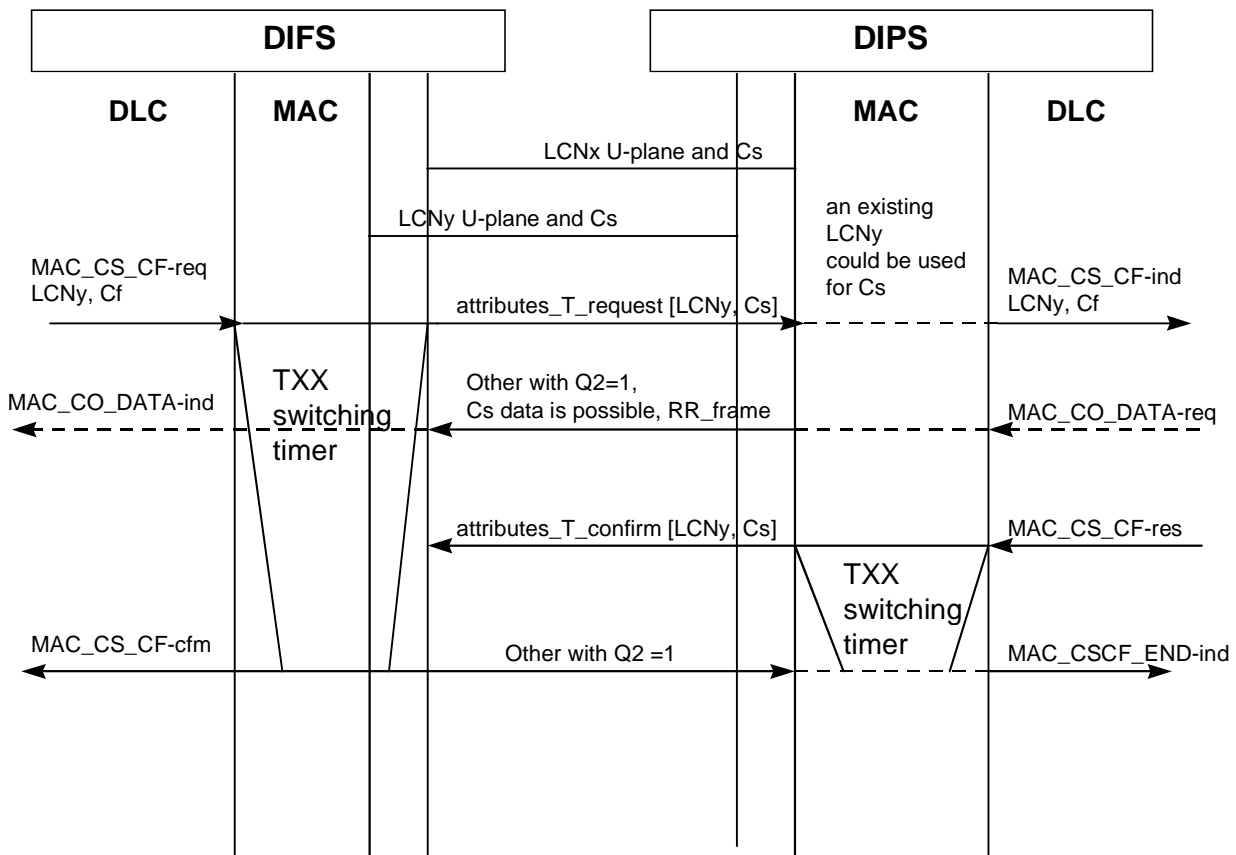 DIFS
DIPS
DLC
MAC
MAC
DLC
LCNx U-plane and Cs
LCNy U-plane and Cs
an existing
LCNy
could be used
for Cs
MAC_CS_CF-req
LCNy, Cf
attributes_T_request [LCNy, Cs]
MAC_CS_CF-ind
LCNy, Cf
TXX
switching
timer
MAC_CO_DATA-ind
Other with Q2=1,
Cs data is possible, RR_frame
MAC_CO_DATA-req
attributes_T_confirm [LCNy, Cs]
MAC_CS_CF-res
TXX
switching
timer
MAC_CS_CF-cfm
Other with Q2 =1
MAC_CSCF_END-ind